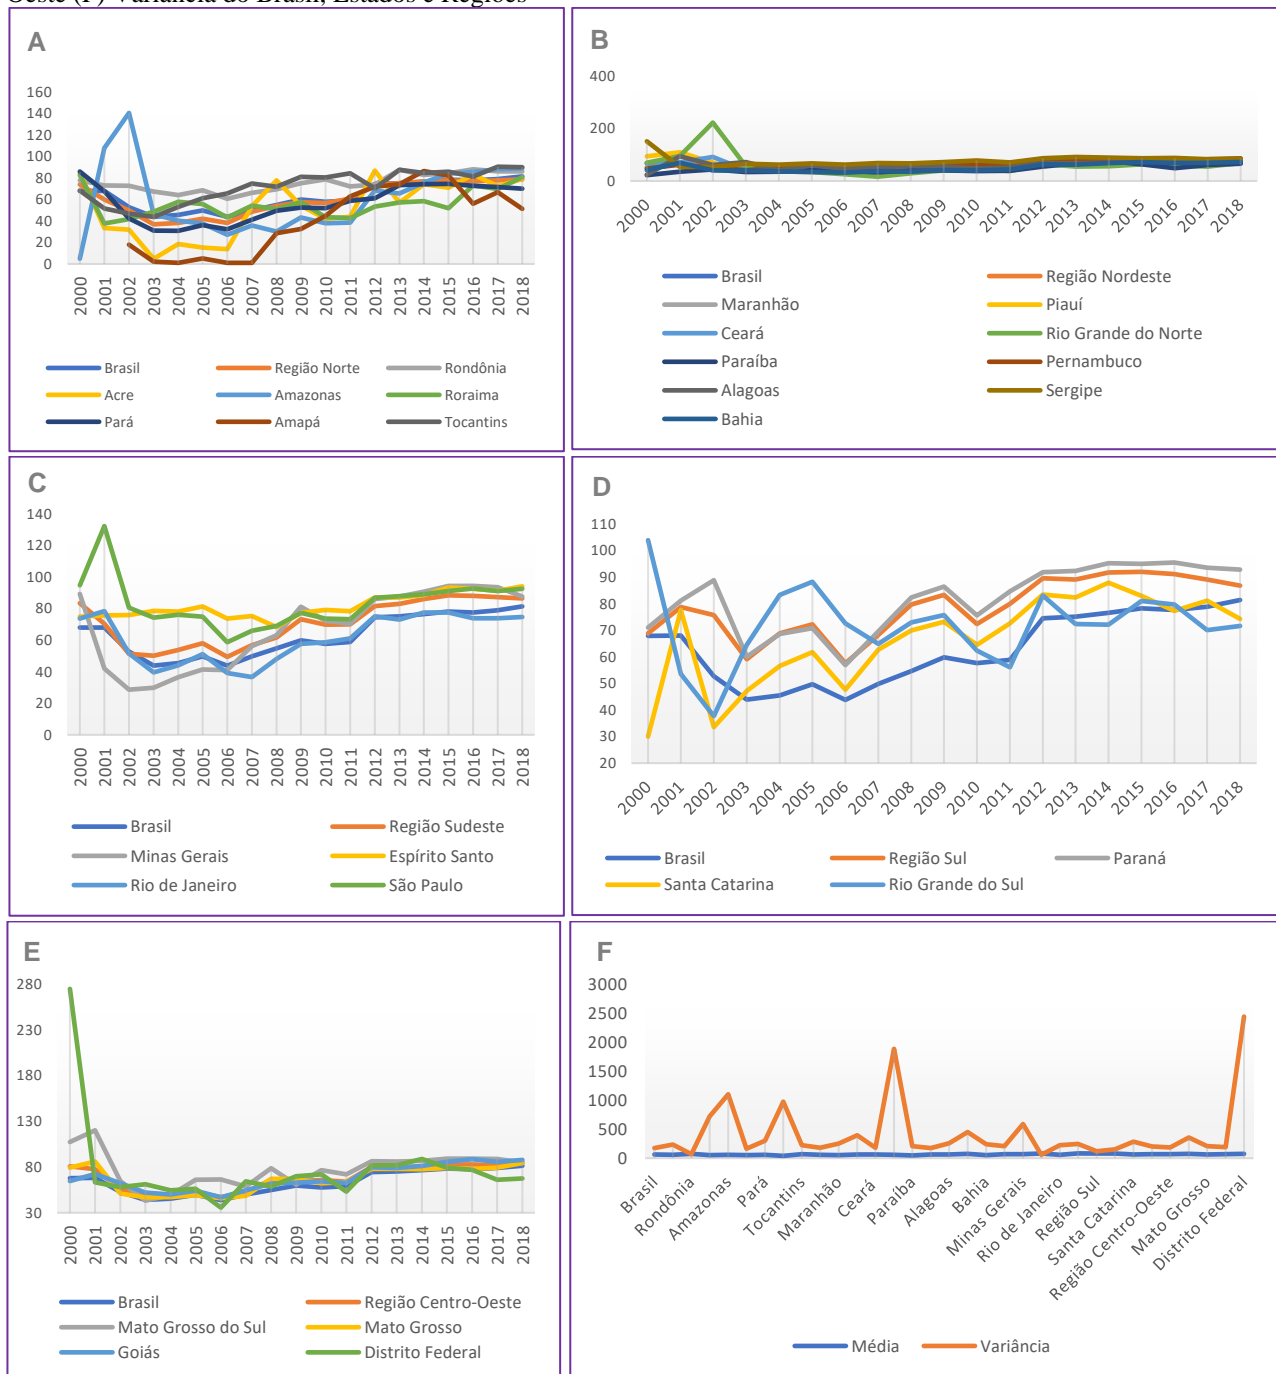 Oeste (F) Variância do Brasil, Estados e Regiões
A
160
140
120
100
80
60
40
20
0
2000 2001 2002 2003 2004 2005 2006 2007 2008 2009 2010 2011 2012 2013 2014 2015 2016 2017 2018
Brasil Região Norte Rondônia
Acre Amazonas Roraima
Pará Amapá Tocantins
B
400
200
0
2000 2001 2002 2003 2004 2005 2006 2007 2008 2009 2010 2011 2012 2013 2014 2015 2016 2017 2018
Brasil Região Nordeste
Maranhão Piauí
Ceará Rio Grande do Norte
Paraíba Pernambuco
Alagoas Sergipe
Bahia
C
140
120
100
80
60
40
20
0
2000 2001 2002 2003 2004 2005 2006 2007 2008 2009 2010 2011 2012 2013 2014 2015 2016 2017 2018
Brasil Região Sudeste
Minas Gerais Espírito Santo
Rio de Janeiro São Paulo
D
110
100
90
80
70
60
50
40
30
20
2000 2001 2002 2003 2004 2005 2006 2007 2008 2009 2010 2011 2012 2013 2014 2015 2016 2017 2018
Brasil Região Sul Paraná
Santa Catarina Rio Grande do Sul
E
280
230
180
130
80
30
2000 2001 2002 2003 2004 2005 2006 2007 2008 2009 2010 2011 2012 2013 2014 2015 2016 2017 2018
Brasil Região Centro-Oeste
Mato Grosso do Sul Mato Grosso
Goiás Distrito Federal
F
3000
2500
2000
1500
1000
500
0
Brasil Rondônia Amazonas Pará Tocantins Maranhão Ceará Paraíba Alagoas Bahia Minas Gerais Rio de Janeiro Região Sul Santa Catarina Região Centro-Oeste Mato Grosso Distrito Federal
Média Variância